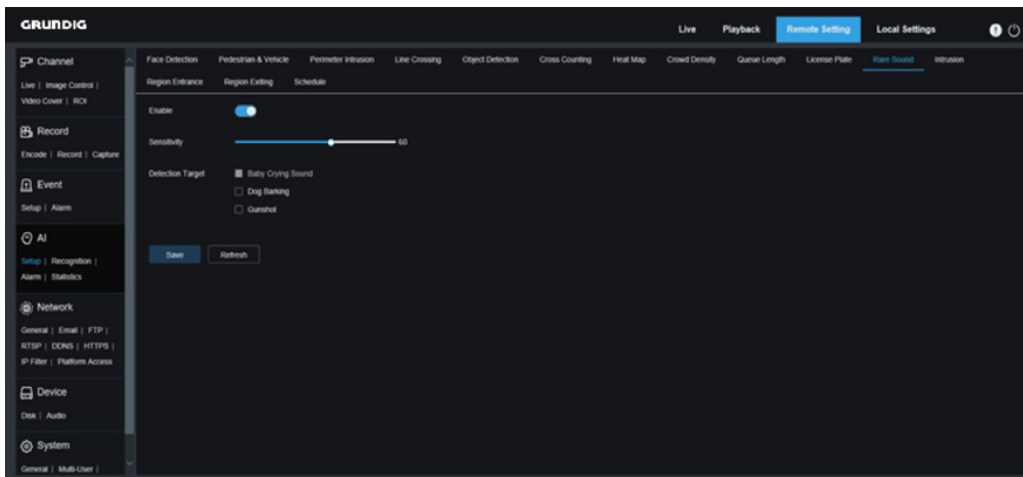 GRUNDIG
Live Playback Remote Setting Local Settings
Channel
Live | Image Control |
Video Cover | ROI
Record
Encode | Record | Capture
Event
Setup | Alarm
AI
Setup | Recognition |
Alarm | Statistics
Network
General | Email | FTP |
RTSP | DDNS | HTTPS |
IP Filter | Platform Access
Device
Disk | Audio
System
General | Multi-User |
Face Detection Pedestrian & Vehicle Perimeter Intrusion Line Crossing Object Detection Cross Counting Heat Map Crowd Density Queue Length License Plate Rare Sound Intrusion
Region Entrance Region Exiting Schedule
Enable
Sensitivity 60
Detection Target Baby Crying Sound
Dog Barking
Gunshot
Save Refresh